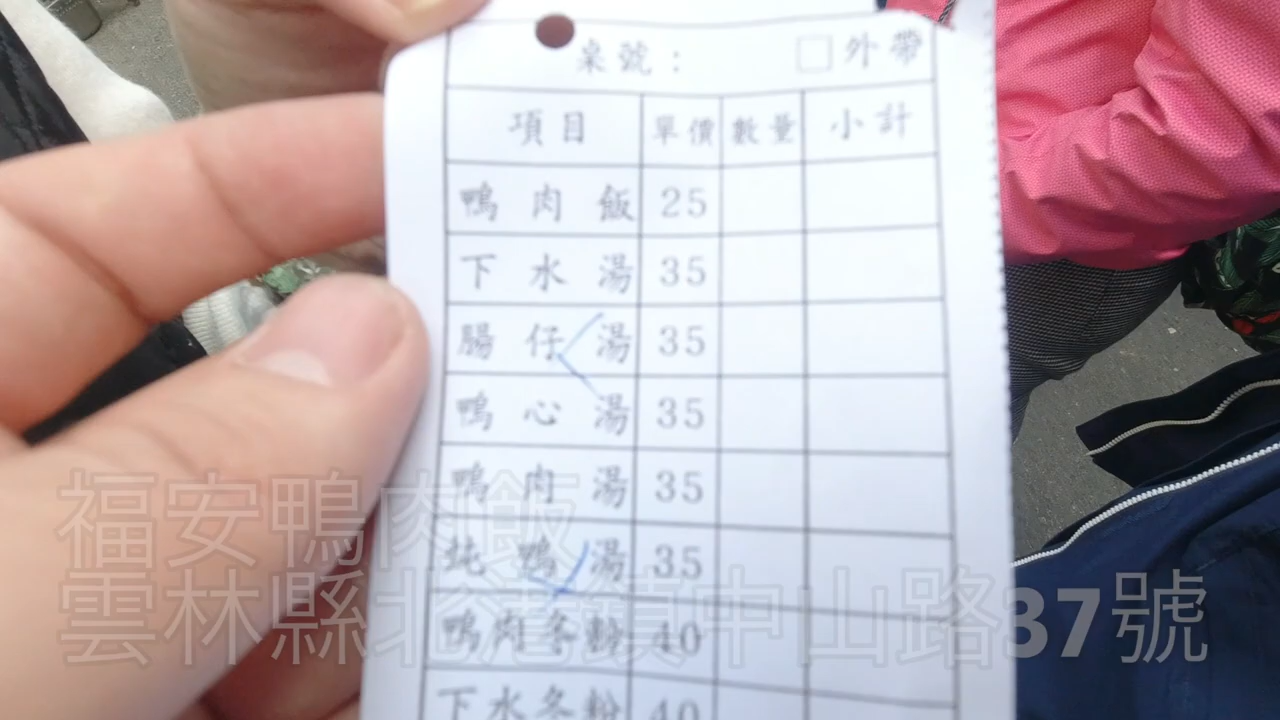 桌號： □外帶
項目 單價 數量 小計
鴨肉飯 25
下水湯 35
腸仔湯 35
鴨心湯 35
鴨肉湯 35
炖鴨湯 35
鴨肉冬粉 40
下水冬粉 40
福安鴨肉飯
雲林縣北港鎮中山路37號